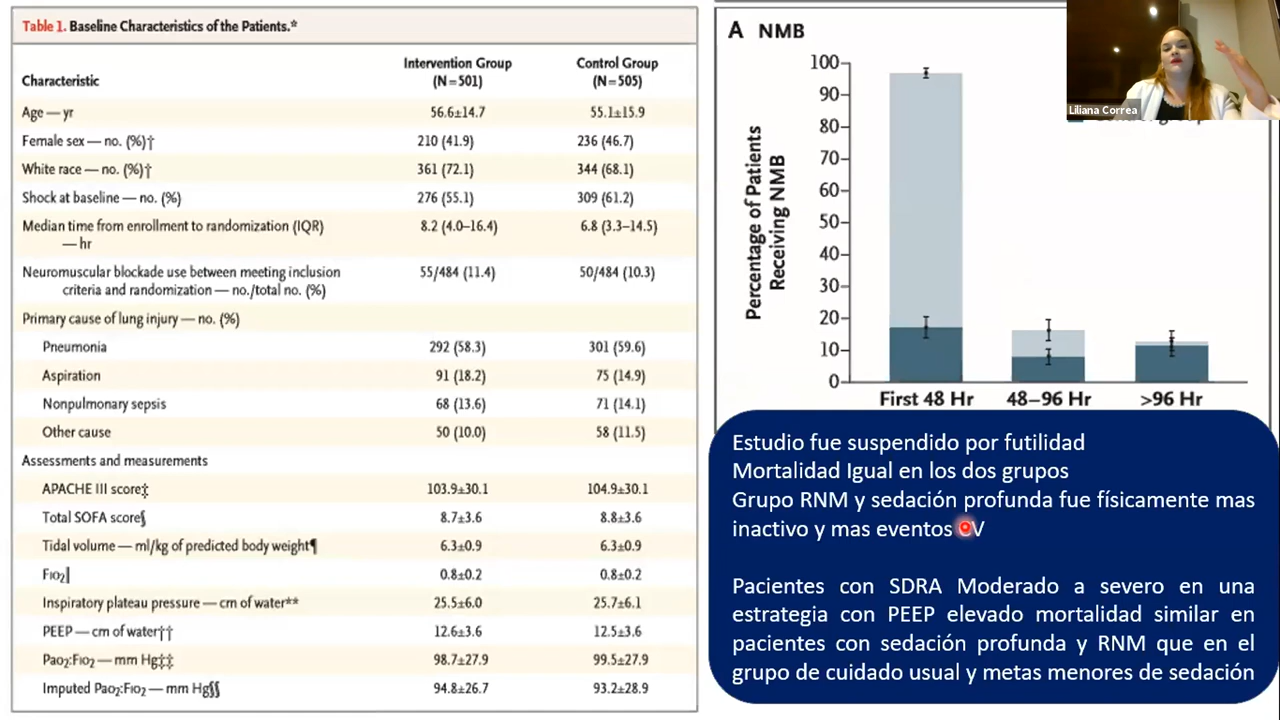 Table 1. Baseline Characteristics of the Patients.*
Characteristic Intervention Group (N=501) Control Group (N=505)
Age — yr 56.6±14.7 55.1±15.9
Female sex — no. (%)† 210 (41.9) 236 (46.7)
White race — no. (%)† 361 (72.1) 344 (68.1)
Shock at baseline — no. (%) 276 (55.1) 309 (61.2)
Median time from enrollment to randomization (IQR) 8.2 (4.0–16.4) 6.8 (3.3–14.5)
— hr
Neuromuscular blockade use between meeting inclusion 55/484 (11.4) 50/484 (10.3)
criteria and randomization — no./total no. (%)
Primary cause of lung injury — no. (%)
Pneumonia 292 (58.3) 301 (59.6)
Aspiration 91 (18.2) 75 (14.9)
Nonpulmonary sepsis 68 (13.6) 71 (14.1)
Other cause 50 (10.0) 58 (11.5)
Assessments and measurements
APACHE III score‡ 103.9±30.1 104.9±30.1
Total SOFA score§ 8.7±3.6 8.8±3.6
Tidal volume — ml/kg of predicted body weight¶ 6.3±0.9 6.3±0.9
Fio2‖ 0.8±0.2 0.8±0.2
Inspiratory plateau pressure — cm of water** 25.5±6.0 25.7±6.1
PEEP — cm of water†† 12.6±3.6 12.5±3.6
Pao2:Fio2 — mm Hg‡‡ 98.7±27.9 99.5±27.9
Imputed Pao2:Fio2 — mm Hg§§ 94.8±26.7 93.2±28.9
A NMB
Liliana Correa
Percentage of Patients
Receiving NMB
100
90
80
70
60
50
40
30
20
10
0
First 48 Hr 48–96 Hr >96 Hr
Estudio fue suspendido por futilidad
Mortalidad Igual en los dos grupos
Grupo RNM y sedación profunda fue físicamente mas
inactivo y mas eventos CV
Pacientes con SDRA Moderado a severo en una
estrategia con PEEP elevado mortalidad similar en
pacientes con sedación profunda y RNM que en el
grupo de cuidado usual y metas menores de sedación